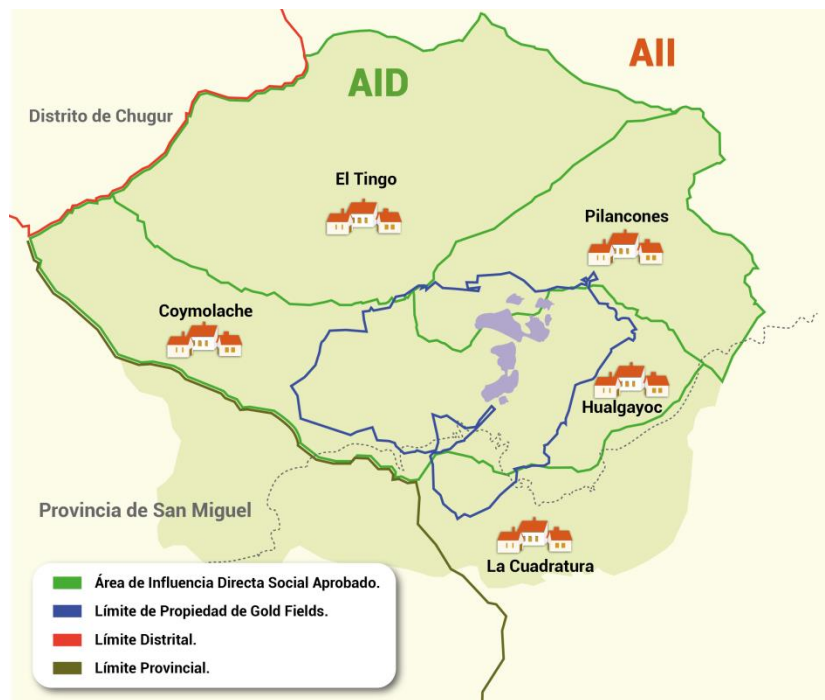 AII
AID
Distrito de Chugur
El Tingo
Pilancones
Coymolache
Hualgayoc
Provincia de San Miguel
La Cuadratura
Área de Influencia Directa Social Aprobado.
Límite de Propiedad de Gold Fields.
Límite Distrital.
Límite Provincial.